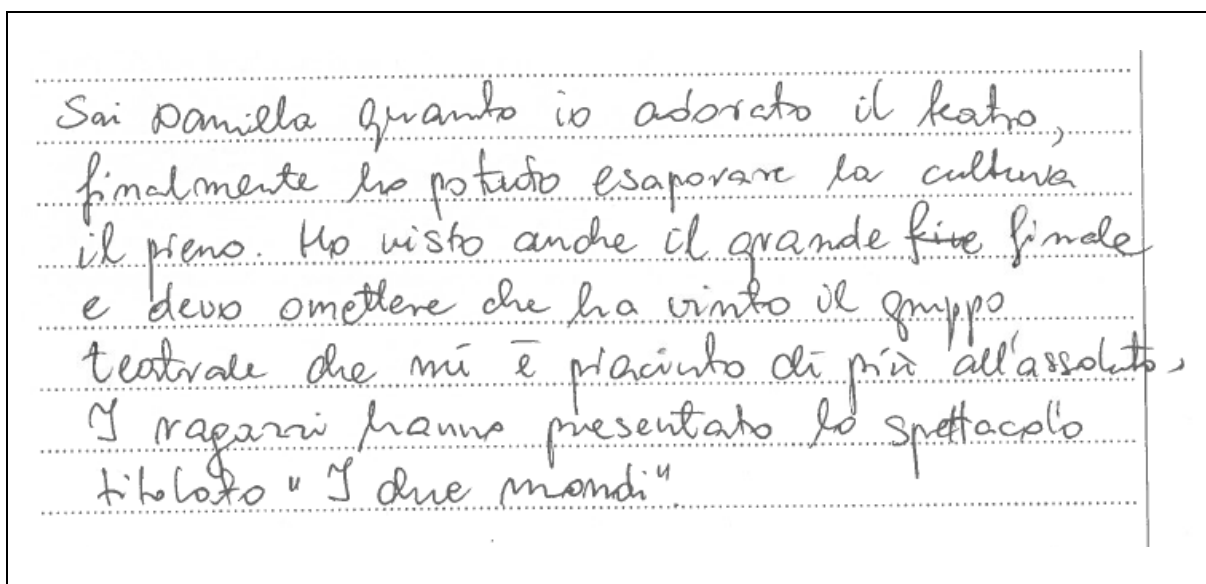 Sai Daniella quanto io adorato il teatro,
finalmente ho potuto esaporare la cultura
il pieno. Ho visto anche il grande fine finale
e devo omettere che ha vinto il gruppo
teatrale che mi è piaciuto di più all'assoluto,
I ragazzi hanno presentato lo spettacolo
titolato "I due mondi".